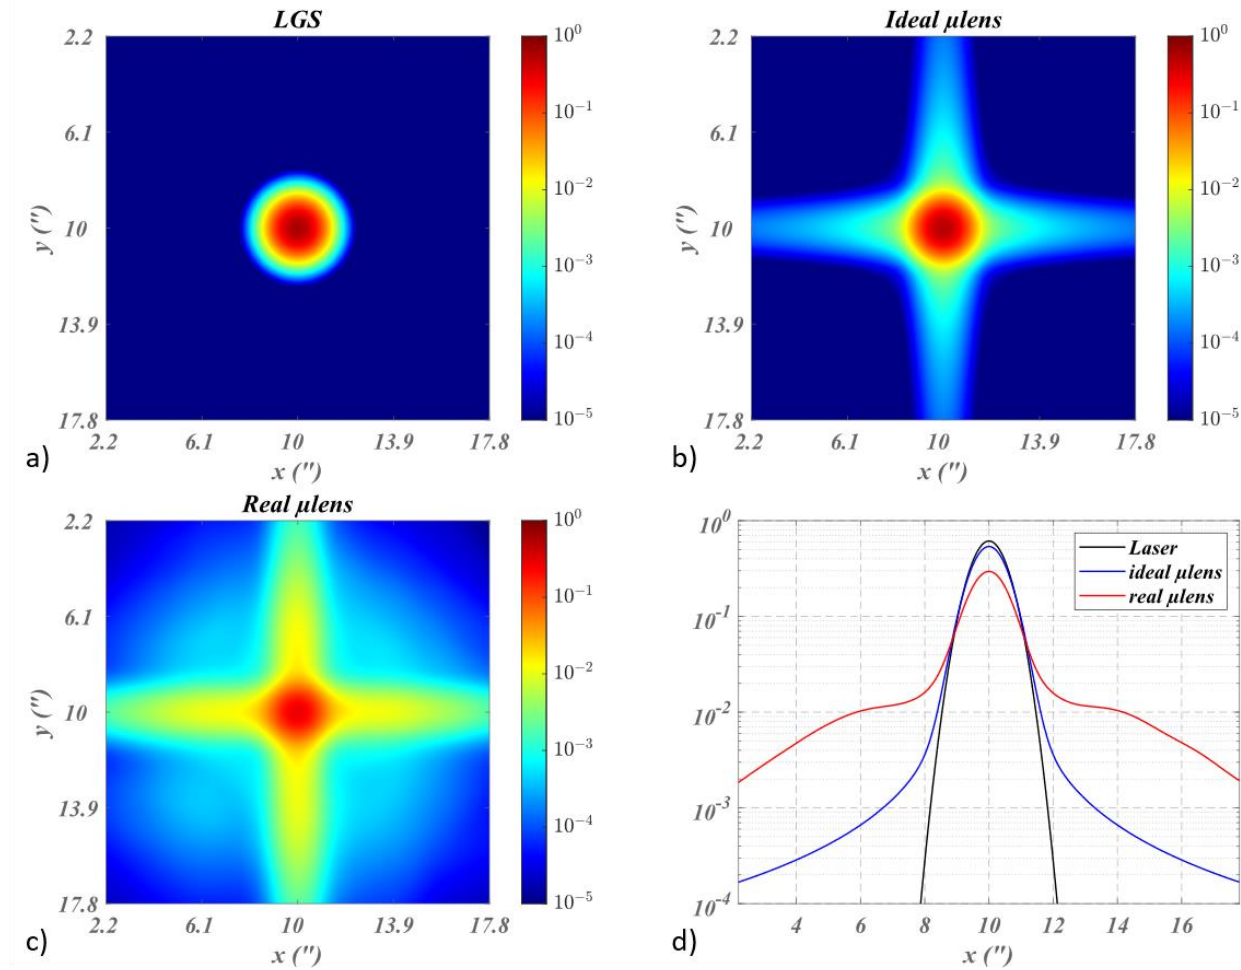 LGS
2.2
6.1
10
13.9
17.8
y (")
2.2 6.1 10 13.9 17.8
x (")
10^0
10^-1
10^-2
10^-3
10^-4
10^-5
a)
Ideal μlens
2.2
6.1
10
13.9
17.8
y (")
2.2 6.1 10 13.9 17.8
x (")
10^0
10^-1
10^-2
10^-3
10^-4
10^-5
b)
Real μlens
2.2
6.1
10
13.9
17.8
y (")
2.2 6.1 10 13.9 17.8
x (")
10^0
10^-1
10^-2
10^-3
10^-4
10^-5
c)
10^0
10^-1
10^-2
10^-3
10^-4
Laser
ideal μlens
real μlens
4 6 8 10 12 14 16
x (")
d)